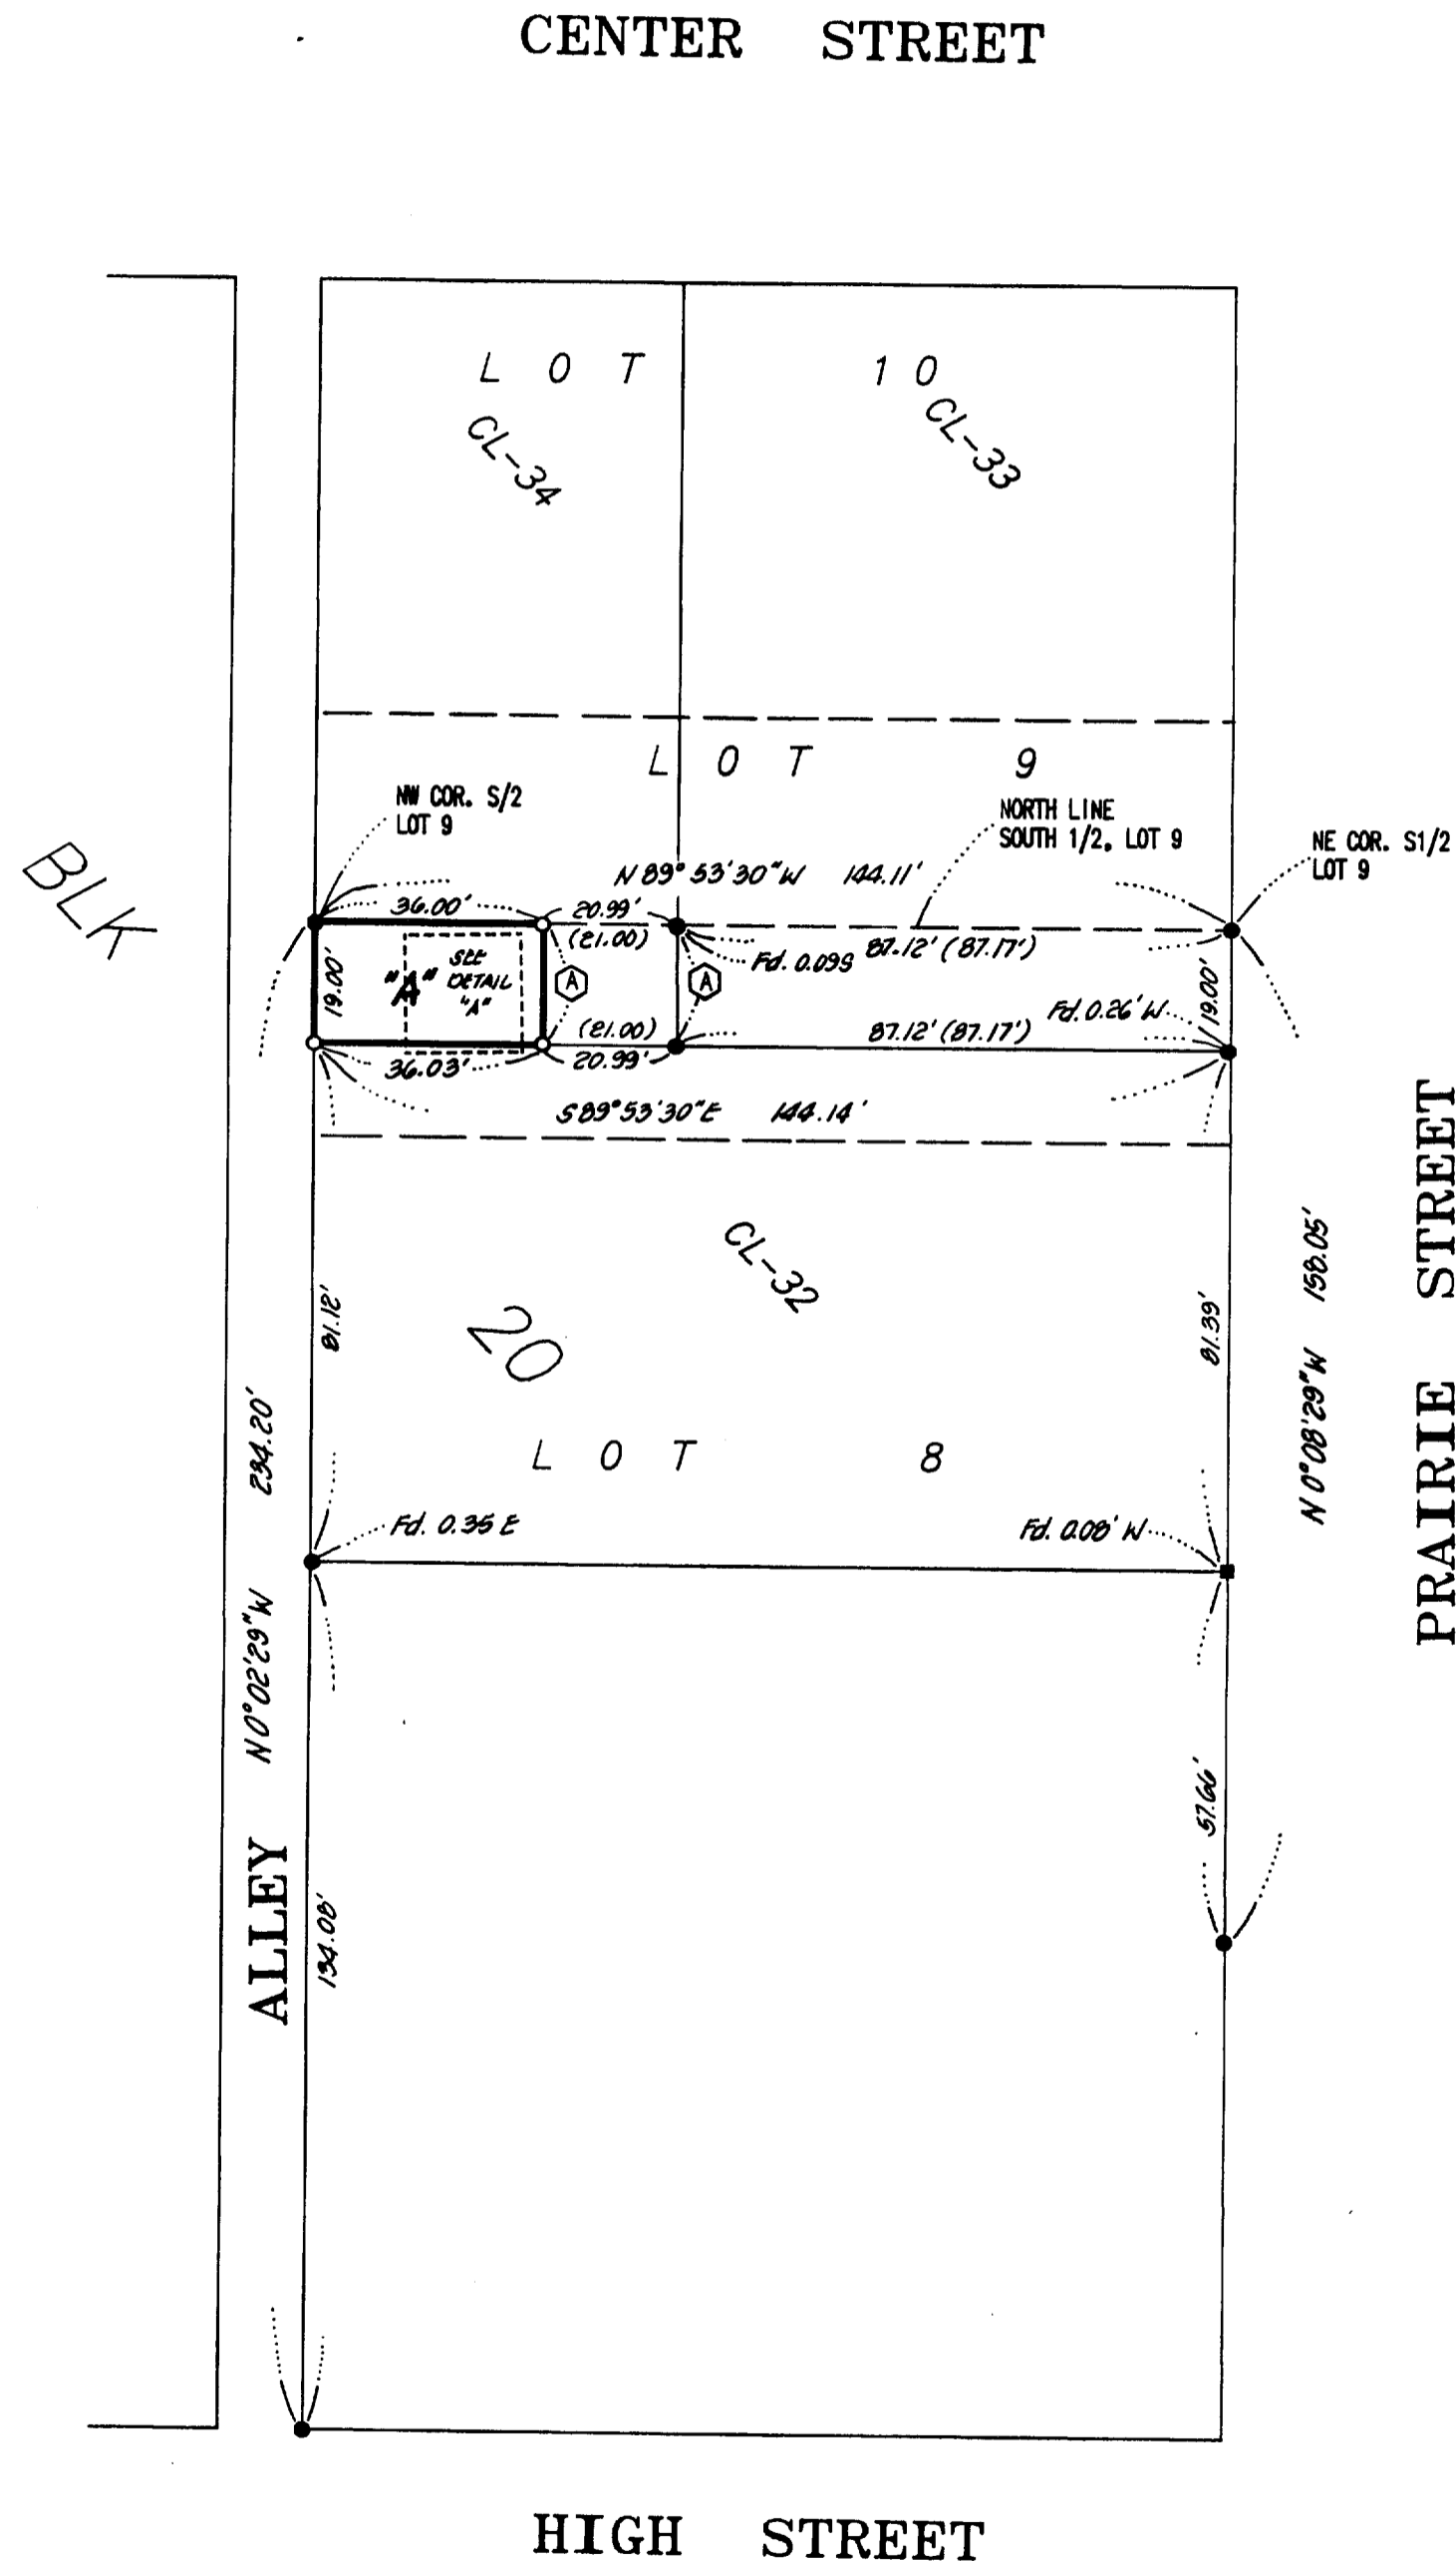 CENTER STREET
LOT 10
CL-34
CL-33
LOT 9
NW COR. S/2
LOT 9
NORTH LINE
SOUTH 1/2, LOT 9
NE COR. S1/2
LOT 9
BLK
N 89° 53' 30" W 144.11'
36.00'
20.99'
(21.00)
Fd. 0.09S
87.12' (87.17')
19.00'
"A"
SEE
DETAIL
"A"
A
A
19.00'
Fd. 0.26' W
(21.00)
87.12' (87.17')
36.03'
20.99'
S 89° 53' 30" E 144.14'
CL-32
20
81.12'
81.39'
N 0° 08' 29" W 158.05'
PRAIRIE STREET
LOT 8
Fd. 0.35 E
Fd. 0.08' W
ALLEY
N 0° 02' 29" W 234.20'
134.08'
57.66'
HIGH STREET